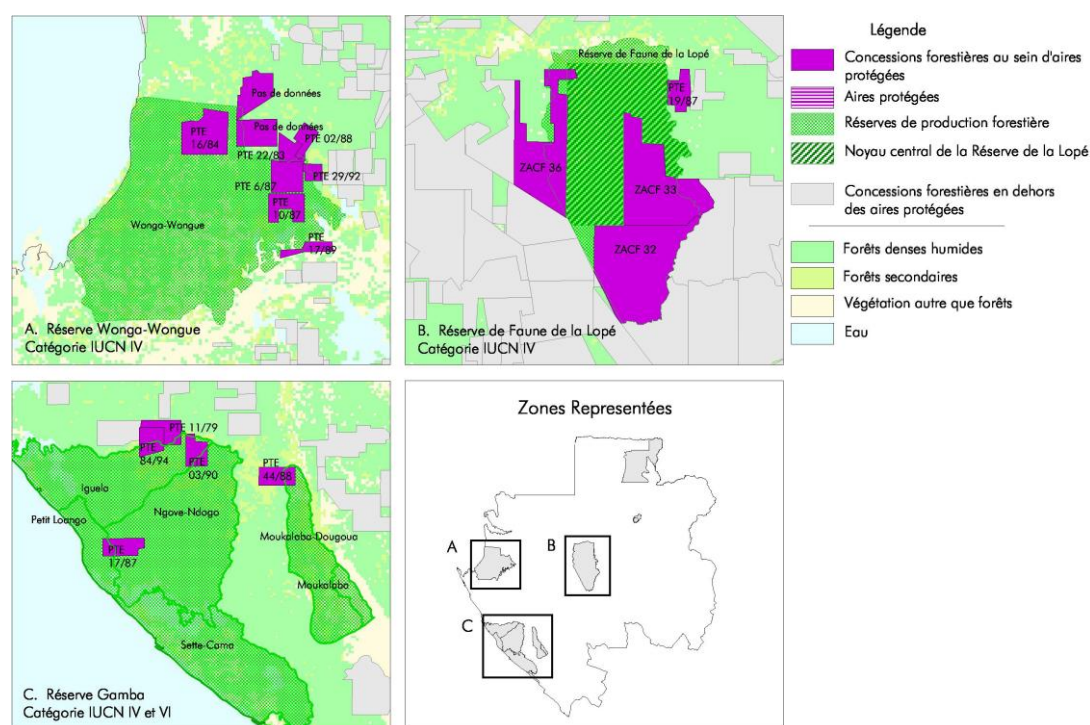 Pas de données
PTE
16/84
Pas de données
PTE 02/88
PTE 22/83
PTE 29/92
PTE 6/87
PTE
10/87
Wonga-Wongue
PTE
17/89
A. Réserve Wonga-Wongue
Catégorie IUCN IV
Réserve de Faune de la Lopé
PTE
19/87
ZACF 36
ZACF 33
ZACF 32
B. Réserve de Faune de la Lopé
Catégorie IUCN IV
Légende
Concessions forestières au sein d'aires
protégées
Aires protégées
Réserves de production forestière
Noyau central de la Réserve de la Lopé
Concessions forestières en dehors
des aires protégées
Forêts denses humides
Forêts secondaires
Végétation autre que forêts
Eau
PTE 11/79
PTE
84/94
PTE
03/90
PTE
44/88
Iguela
Ngove-Ndogo
Petit Loango
Moukalaba-Dougoua
PTE
17/87
Moukalaba
Sette-Cama
C. Réserve Gamba
Catégorie IUCN IV et VI
Zones Representées
A
B
C